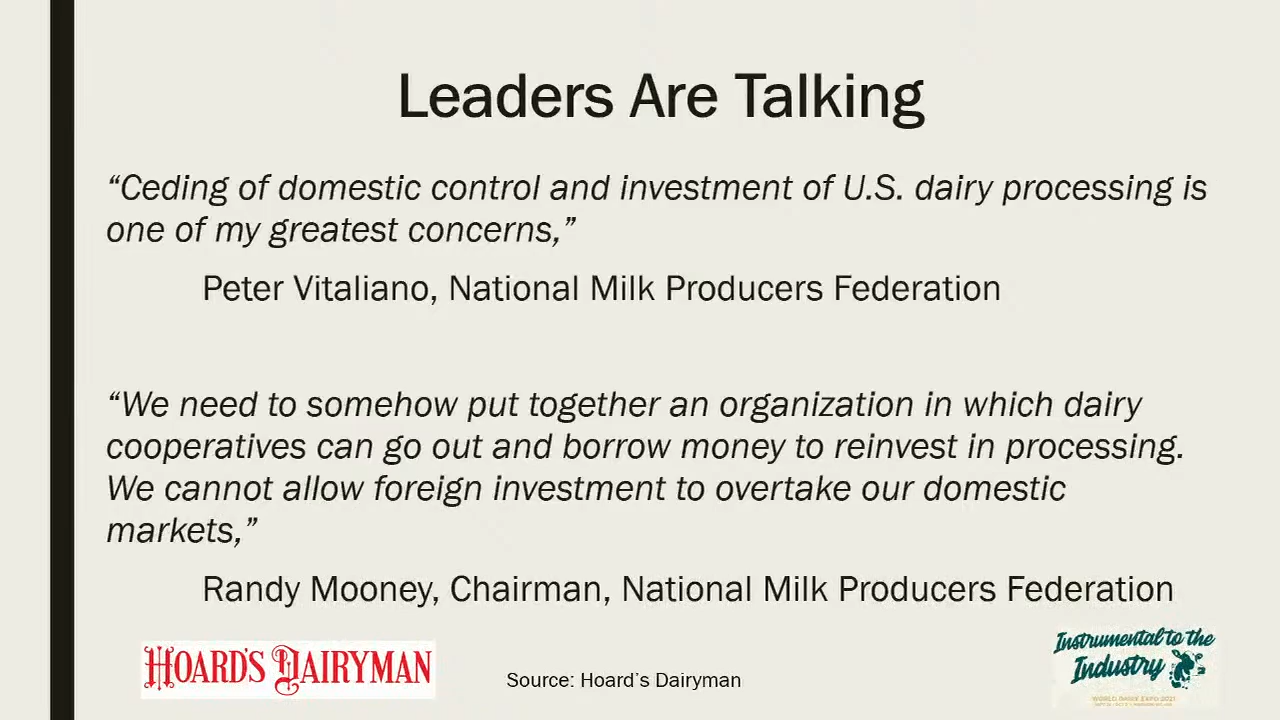 Leaders Are Talking
“Ceding of domestic control and investment of U.S. dairy processing is
one of my greatest concerns,”
Peter Vitaliano, National Milk Producers Federation
“We need to somehow put together an organization in which dairy
cooperatives can go out and borrow money to reinvest in processing.
We cannot allow foreign investment to overtake our domestic
markets,”
Randy Mooney, Chairman, National Milk Producers Federation
HOARD'S DAIRYMAN
Source: Hoard’s Dairyman
Instrumental to the
Industry
WORLD DAIRY EXPO 2021